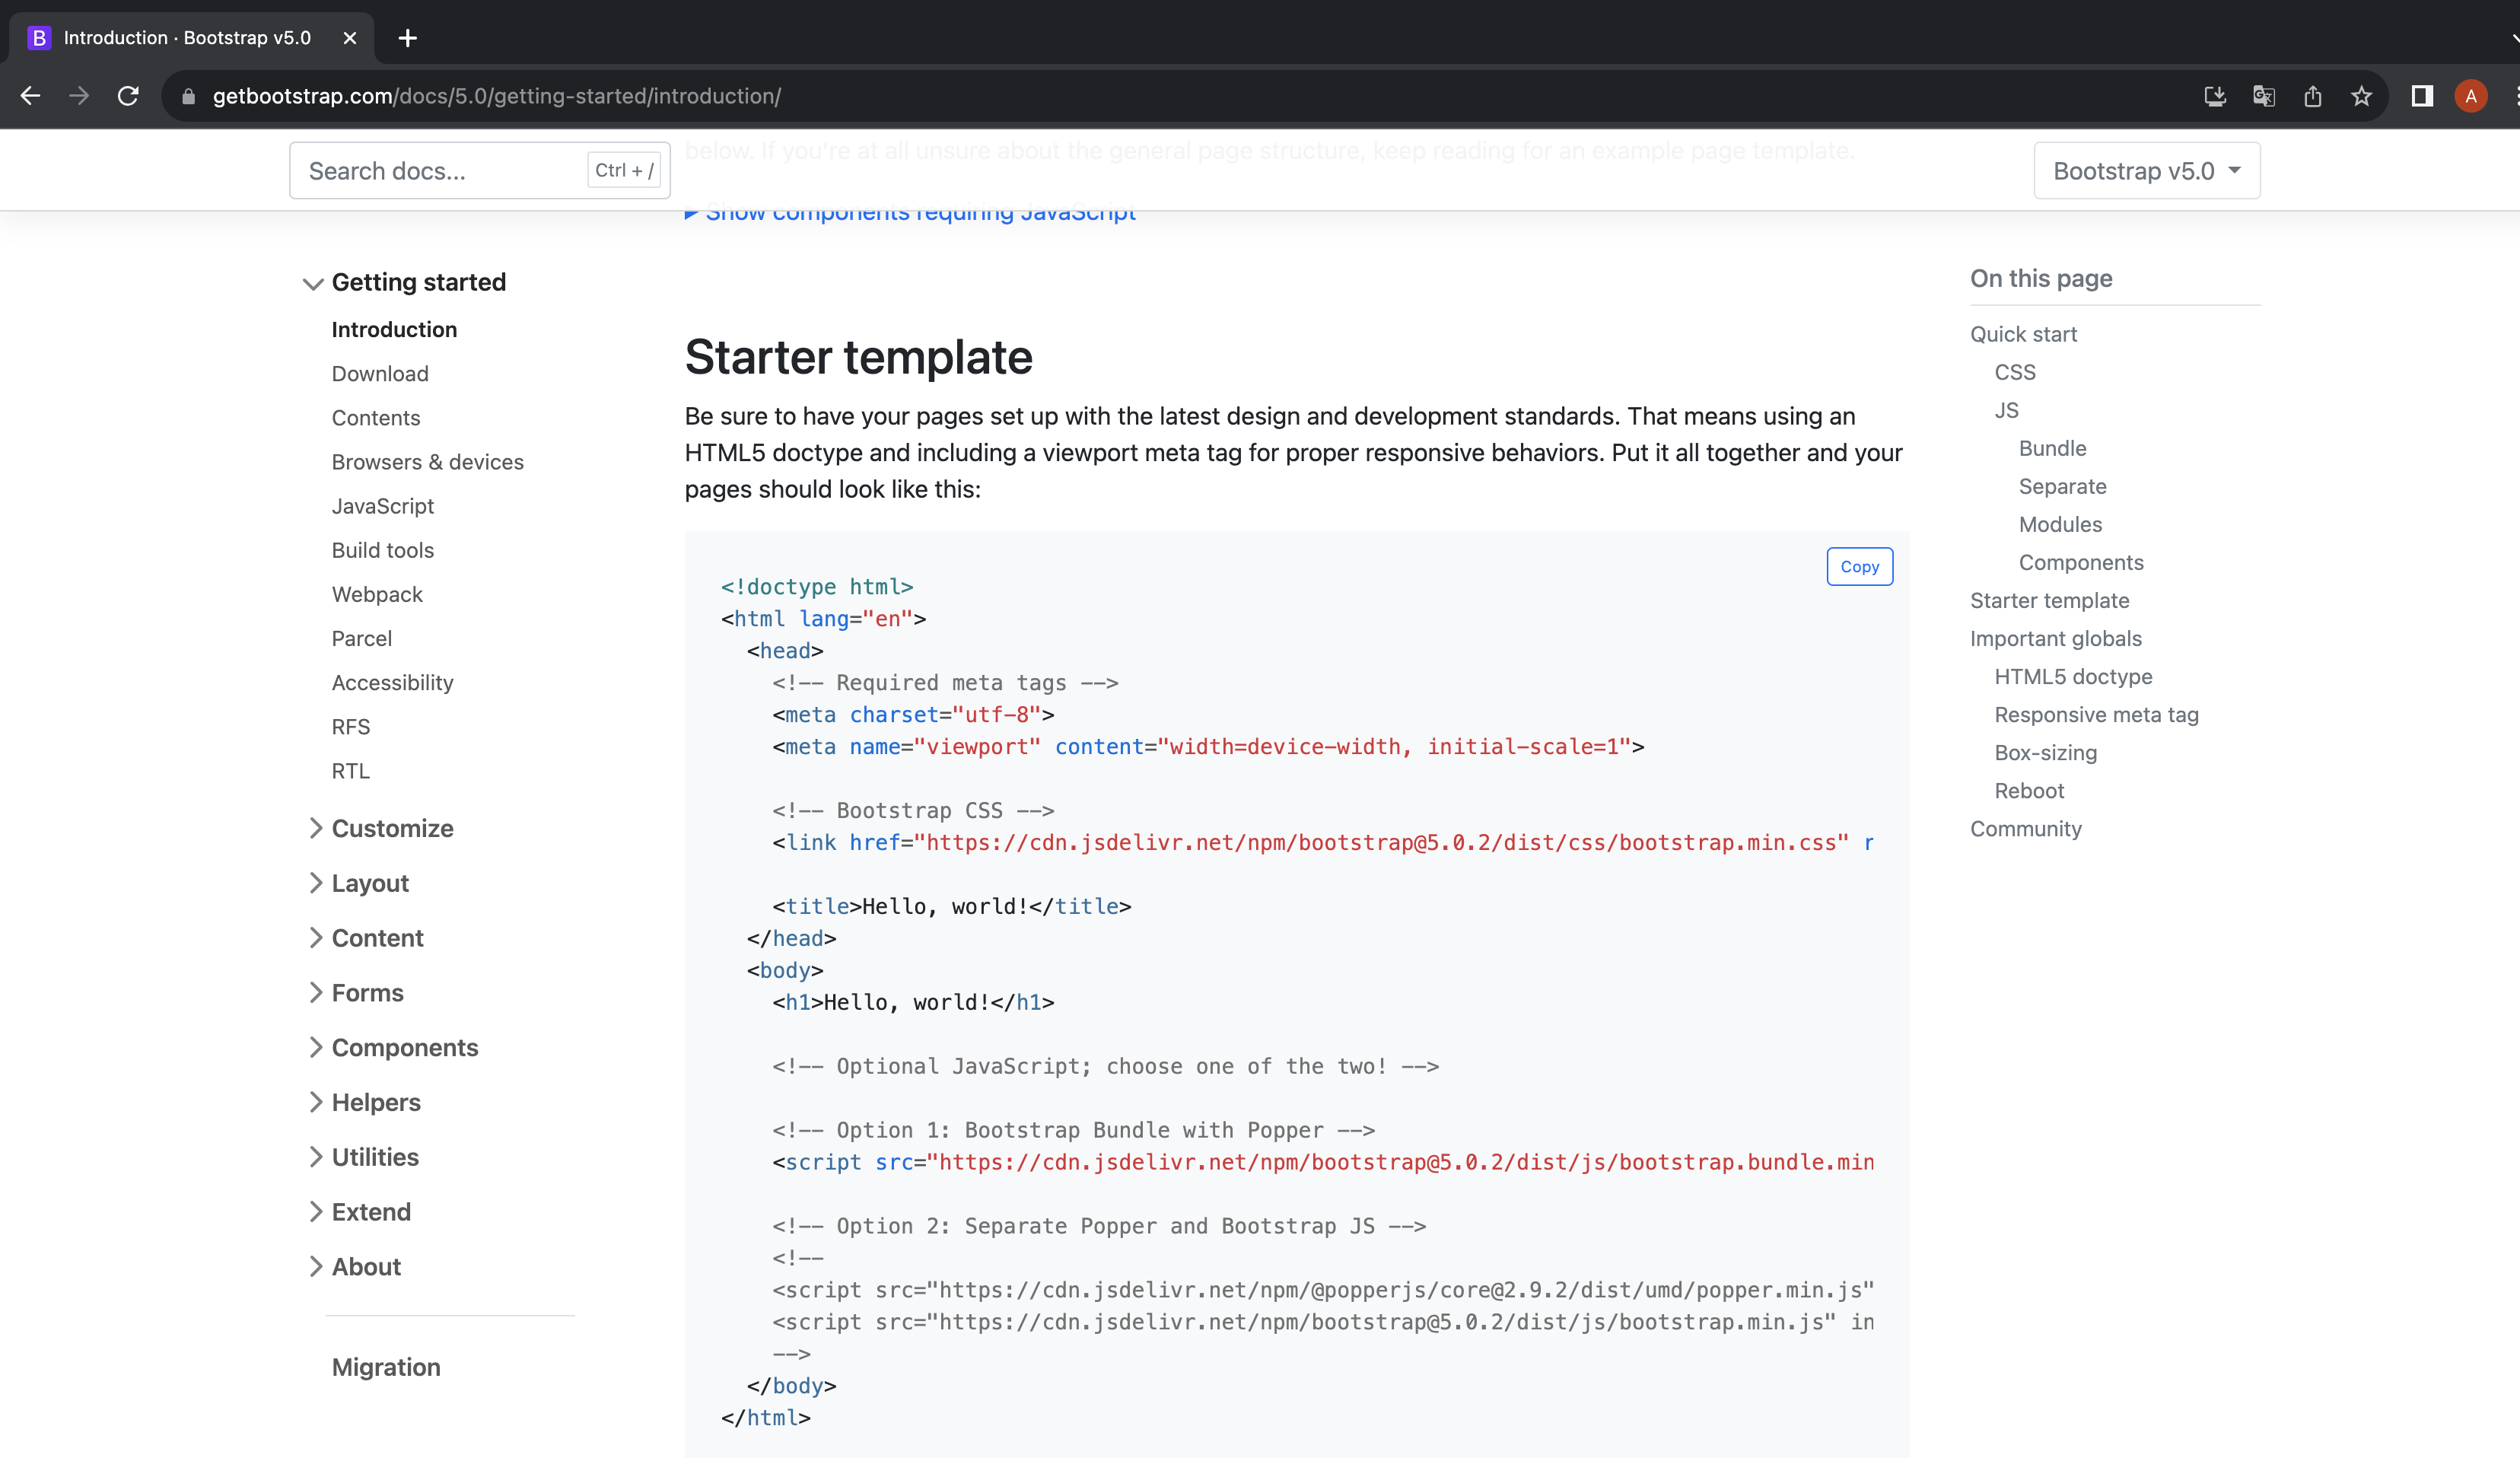 Introduction · Bootstrap v5.0
getbootstrap.com/docs/5.0/getting-started/introduction/
A
Search docs...
Ctrl + /
below. If you're at all unsure about the general page structure, keep reading for an example page template.
Bootstrap v5.0
Show components requiring JavaScript
Getting started
Introduction
Download
Contents
Browsers & devices
JavaScript
Build tools
Webpack
Parcel
Accessibility
RFS
RTL
Customize
Layout
Content
Forms
Components
Helpers
Utilities
Extend
About
Migration
Starter template
Be sure to have your pages set up with the latest design and development standards. That means using an
HTML5 doctype and including a viewport meta tag for proper responsive behaviors. Put it all together and your
pages should look like this:
Copy
<!doctype html>
<html lang="en">
<head>
<!-- Required meta tags -->
<meta charset="utf-8">
<meta name="viewport" content="width=device-width, initial-scale=1">
<!-- Bootstrap CSS -->
<link href="https://cdn.jsdelivr.net/npm/bootstrap@5.0.2/dist/css/bootstrap.min.css" r
<title>Hello, world!</title>
</head>
<body>
<h1>Hello, world!</h1>
<!-- Optional JavaScript; choose one of the two! -->
<!-- Option 1: Bootstrap Bundle with Popper -->
<script src="https://cdn.jsdelivr.net/npm/bootstrap@5.0.2/dist/js/bootstrap.bundle.min
<!-- Option 2: Separate Popper and Bootstrap JS -->
<!--
<script src="https://cdn.jsdelivr.net/npm/@popperjs/core@2.9.2/dist/umd/popper.min.js"
<script src="https://cdn.jsdelivr.net/npm/bootstrap@5.0.2/dist/js/bootstrap.min.js" in
-->
</body>
</html>
On this page
Quick start
CSS
JS
Bundle
Separate
Modules
Components
Starter template
Important globals
HTML5 doctype
Responsive meta tag
Box-sizing
Reboot
Community